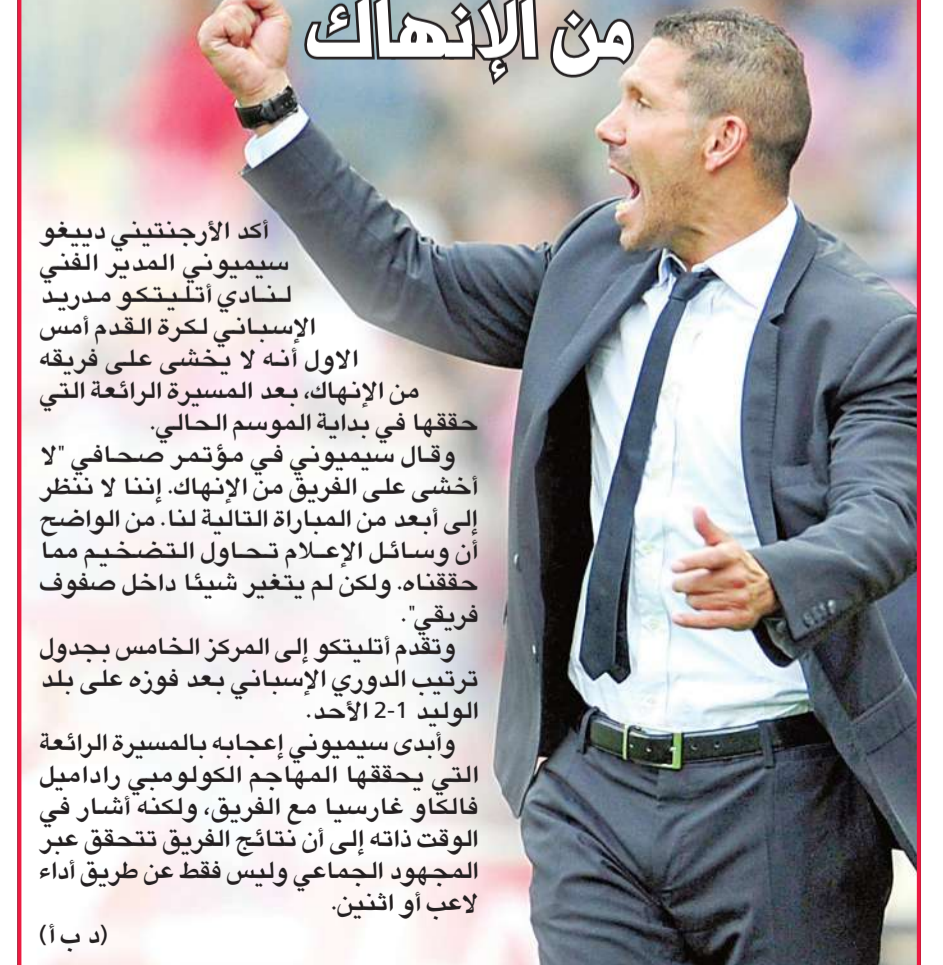 من الإنهاك
أكد الأرجنتيني دييغو
سيميوني المدير الفني
لنادي أتليتكو مدريد
الإسباني لكرة القدم أمس
الاول أنه لا يخشى على فريقه
من الإنهاك، بعد المسيرة الرائعة التي
حققها في بداية الموسم الحالي.
وقال سيميوني في مؤتمر صحافي "لا
أخشى على الفريق من الإنهاك. إننا لا ننظر
إلى أبعد من المباراة التالية لنا. من الواضح
أن وسائل الإعلام تحاول التضخيم مما
حققناه. ولكن لم يتغير شيئا داخل صفوف
فريقي".
وتقدم أتليتكو إلى المركز الخامس بجدول
ترتيب الدوري الإسباني بعد فوزه على بلد
الوليد 1-2 الأحد.
وأبدى سيميوني إعجابه بالمسيرة الرائعة
التي يحققها المهاجم الكولومبي راداميل
فالكاو غارسيا مع الفريق، ولكنه أشار في
الوقت ذاته إلى أن نتائج الفريق تتحقق عبر
المجهود الجماعي وليس فقط عن طريق أداء
لاعب أو اثنين.
(د ب أ)